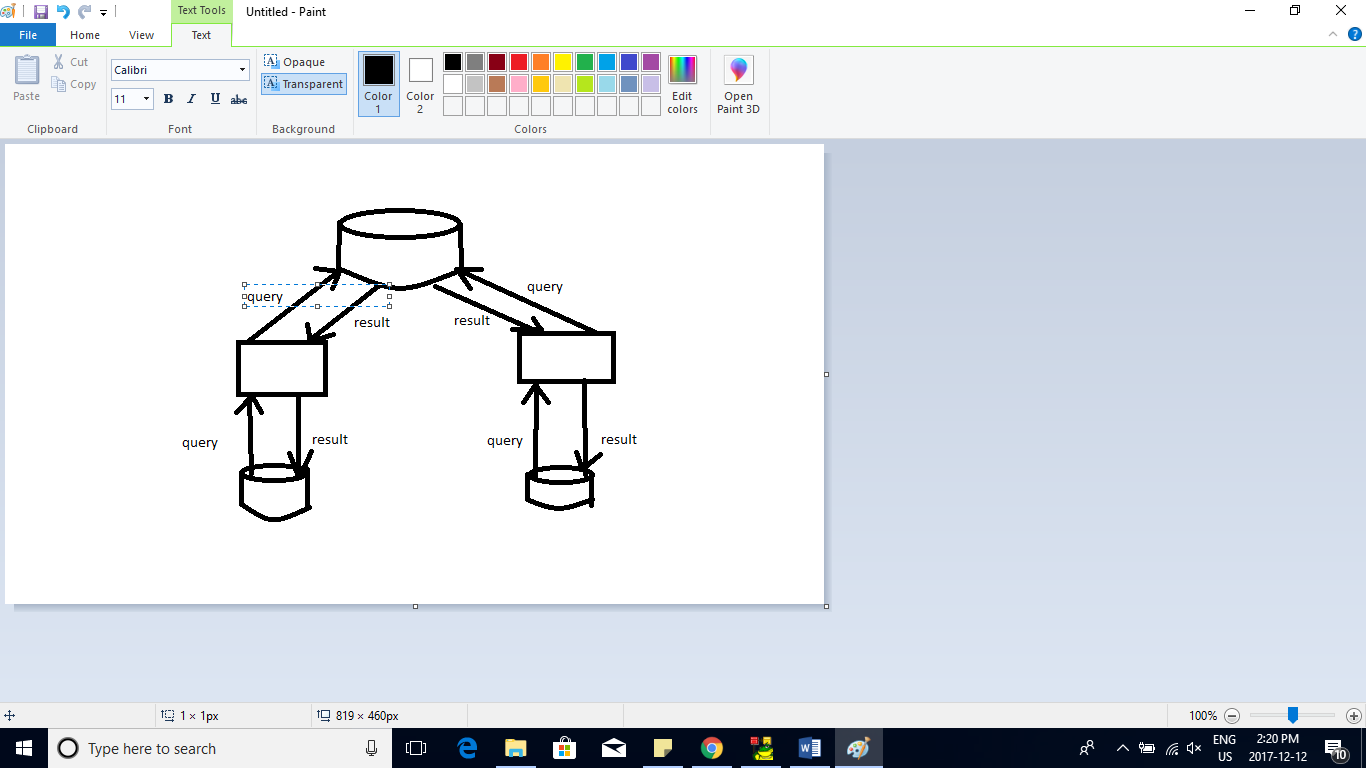 Text Tools
Untitled - Paint
File
Home
View
Text
Paste
Cut
Copy
Clipboard
Calibri
11
B I U abc
Font
Opaque
Transparent
Background
Color 1
Color 2
Colors
Edit colors
Open Paint 3D
query
result
result
query
query
result
query
result
1 × 1px
819 × 460px
100%
Type here to search
ENG
US
2:20 PM
2017-12-12
10